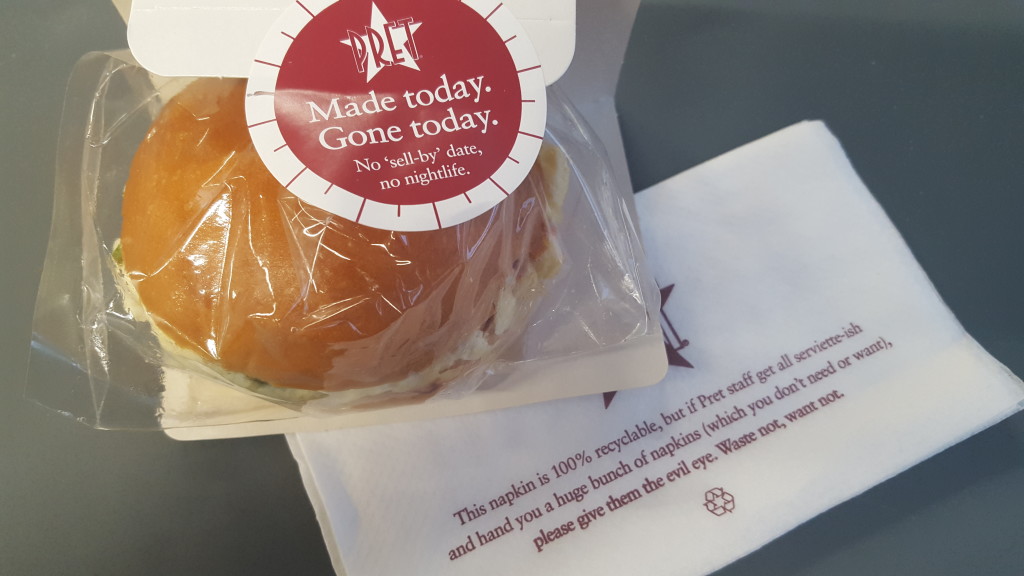 PRET
Made today.
Gone today.
No 'sell-by' date,
no nightlife.
This napkin is 100% recyclable, but if Pret staff get all serviette-ish
and hand you a huge bunch of napkins (which you don't need or want),
please give them the evil eye. Waste not, want not.